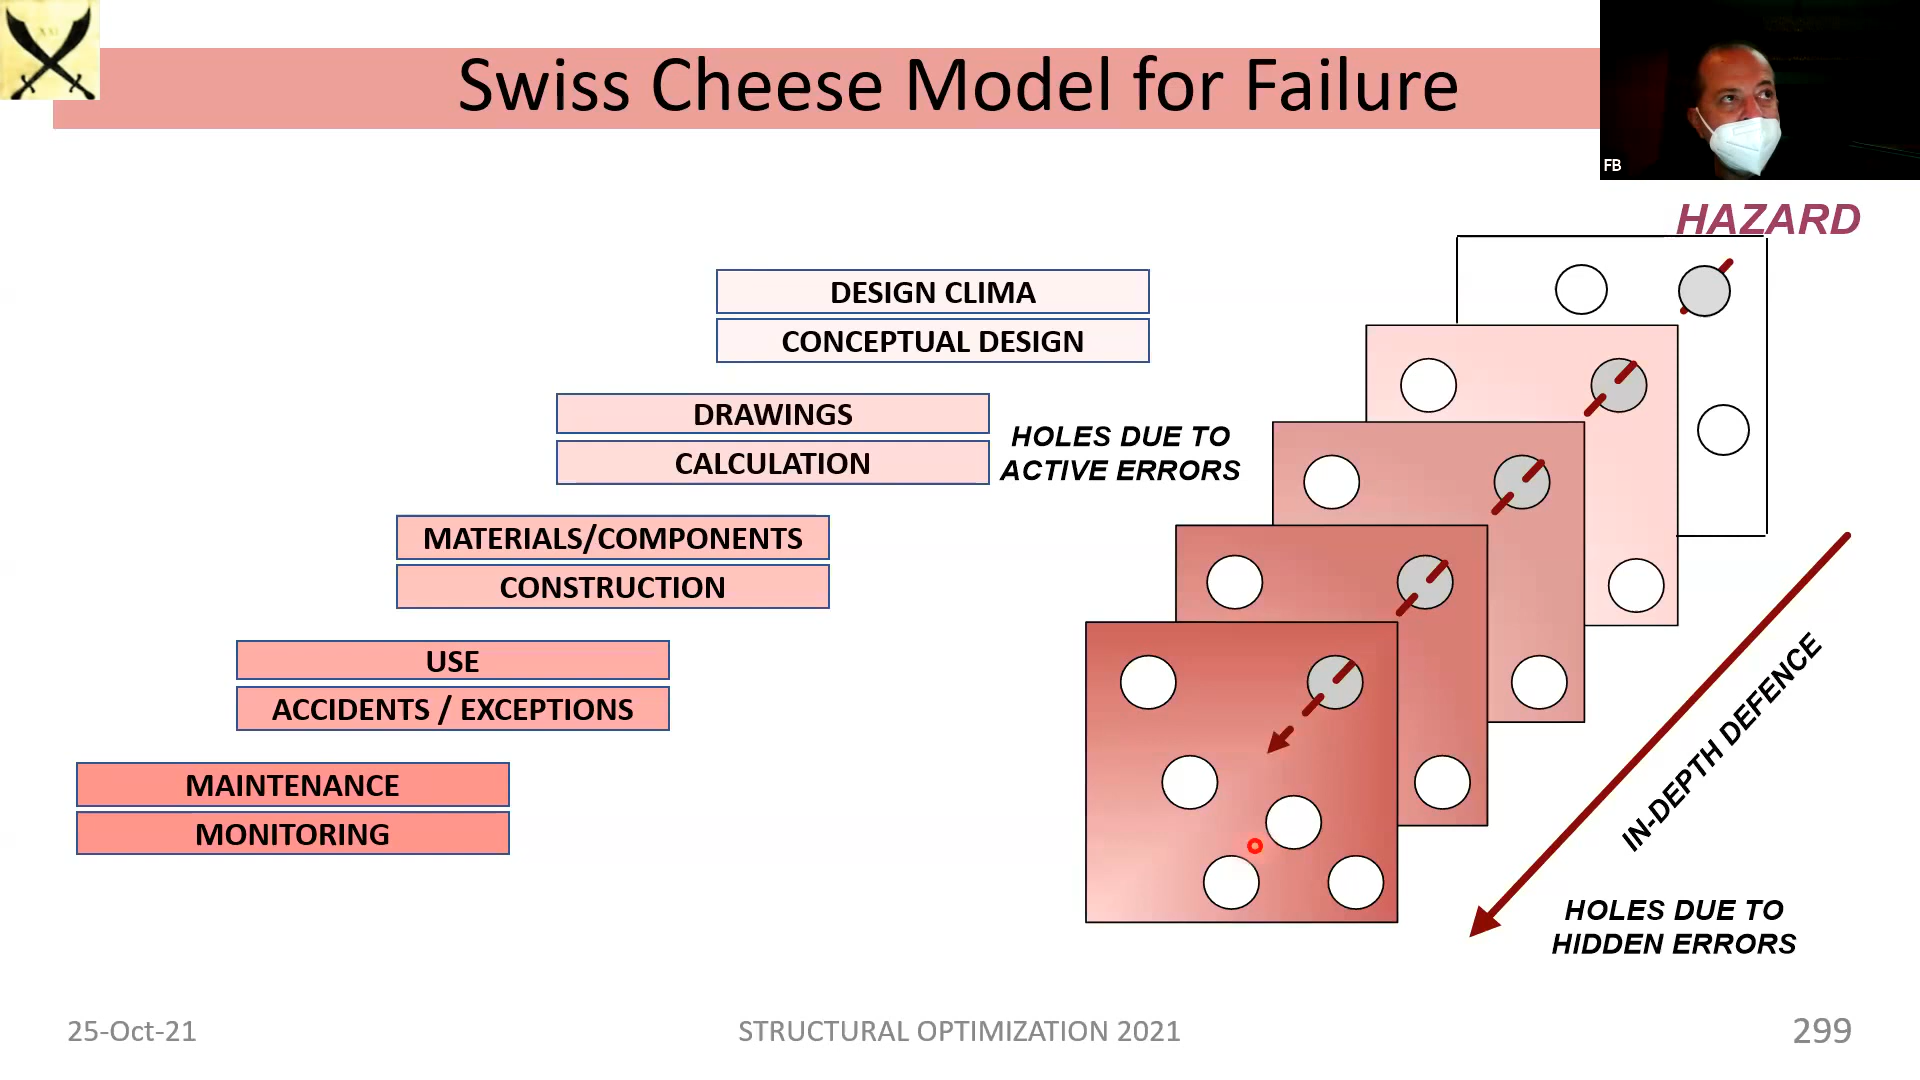 Swiss Cheese Model for Failure
FB
HAZARD
DESIGN CLIMA
CONCEPTUAL DESIGN
DRAWINGS
CALCULATION
HOLES DUE TO
ACTIVE ERRORS
MATERIALS/COMPONENTS
CONSTRUCTION
USE
ACCIDENTS / EXCEPTIONS
MAINTENANCE
MONITORING
IN-DEPTH DEFENCE
HOLES DUE TO
HIDDEN ERRORS
25-Oct-21
STRUCTURAL OPTIMIZATION 2021
299